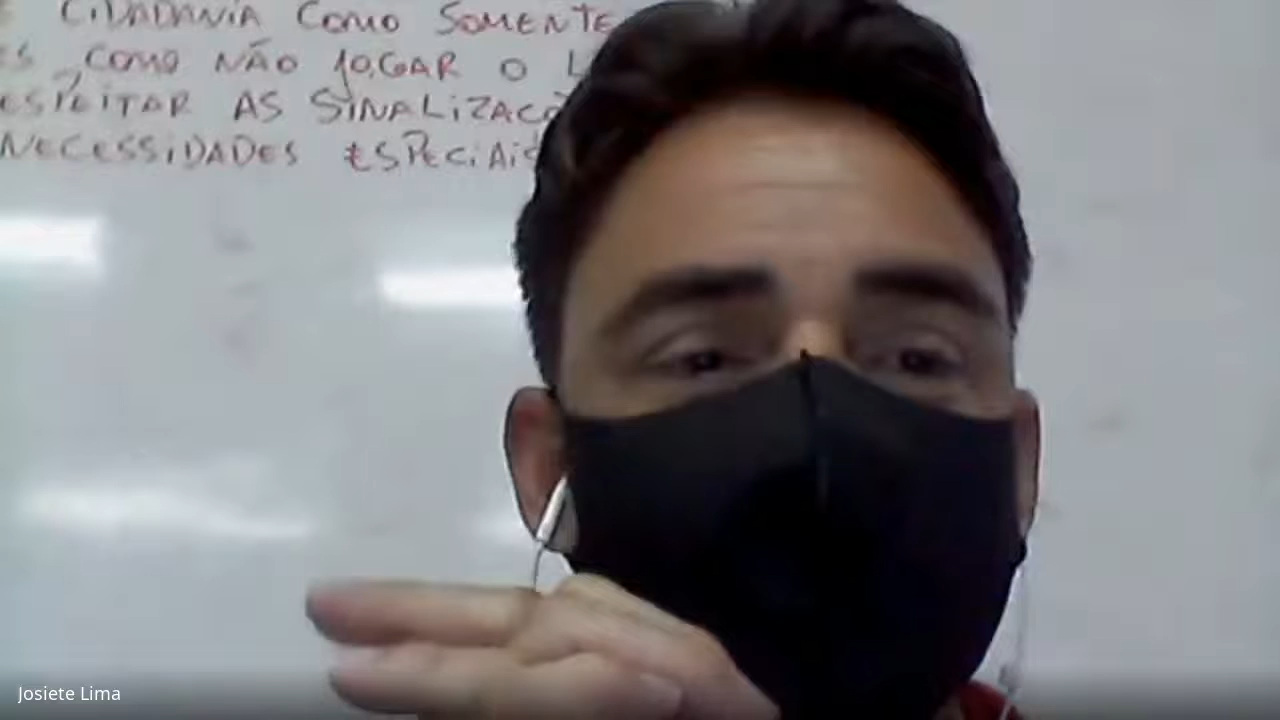 CIDADANIA COMO SOMENTE
COMO NÃO JOGAR O L
ESPEITAR AS SINALIZAÇÕ
NECESSIDADES ESPECIAIS
Josiete Lima